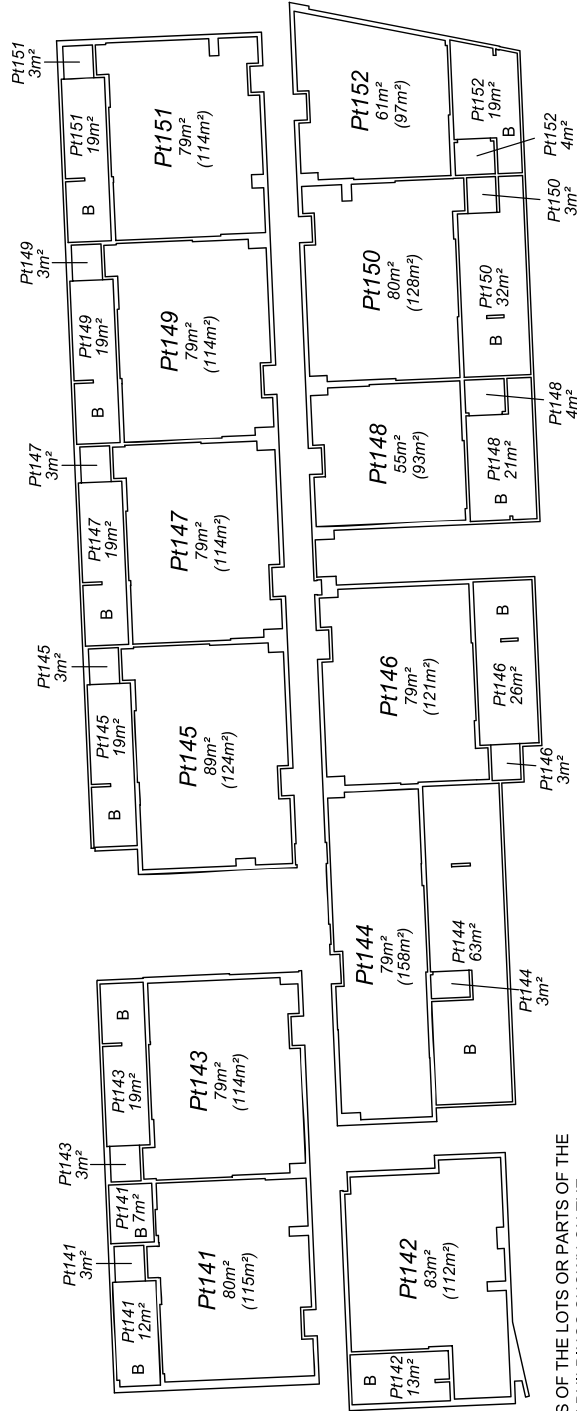 Pt151
3m²
Pt151
19m²
B
Pt151
79m²
(114m²)
Pt149
3m²
Pt149
19m²
B
Pt149
79m²
(114m²)
Pt147
3m²
Pt147
19m²
B
Pt147
79m²
(114m²)
Pt145
3m²
Pt145
19m²
B
Pt145
89m²
(124m²)
Pt143
3m²
Pt143
19m²
B
Pt143
79m²
(114m²)
Pt141
B 7m²
Pt141
3m²
Pt141
12m²
B
Pt141
80m²
(115m²)
Pt152
61m²
(97m²)
Pt152
19m²
B
Pt152
4m²
Pt150
80m²
(128m²)
Pt150
32m²
B
Pt150
3m²
Pt148
55m²
(93m²)
Pt148
21m²
B
Pt148
4m²
Pt146
79m²
(121m²)
Pt146
26m²
B
Pt146
3m²
Pt144
79m²
(158m²)
Pt144
63m²
B
Pt144
3m²
Pt142
83m²
(112m²)
Pt142
13m²
B
S OF THE LOTS OR PARTS OF THE